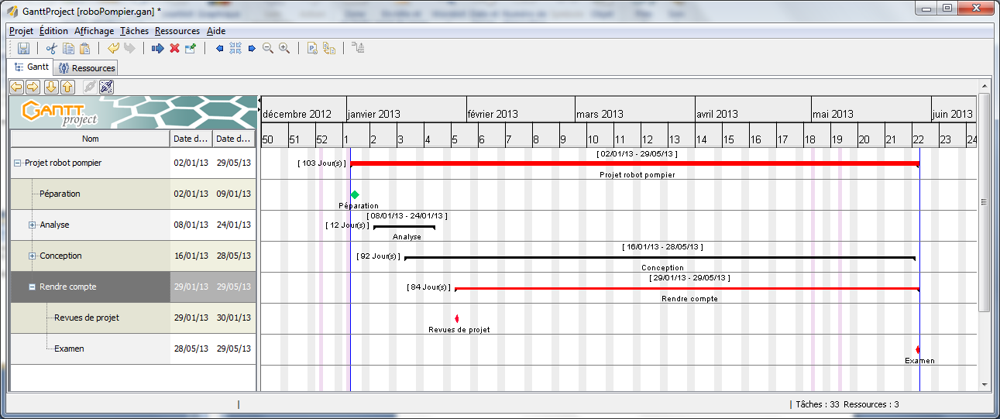 GanttProject [roboPompier.gan] *
Projet Édition Affichage Tâches Ressources Aide
Gantt Ressources
GANTT project
décembre 2012 janvier 2013 février 2013 mars 2013 avril 2013 mai 2013 juin 2013
Nom Date d... Date d... 50 51 52 1 2 3 4 5 6 7 8 9 10 11 12 13 14 15 16 17 18 19 20 21 22 23 24
[ 02/01/13 - 29/05/13 ]
Projet robot pompier 02/01/13 29/05/13 [ 103 Jour(s) ]
Projet robot pompier
Péparation 02/01/13 09/01/13
Péparation
[ 08/01/13 - 24/01/13 ]
Analyse 08/01/13 24/01/13 [ 12 Jour(s) ]
Analyse
[ 16/01/13 - 28/05/13 ]
Conception 16/01/13 28/05/13 [ 92 Jour(s) ]
Conception
[ 29/01/13 - 29/05/13 ]
Rendre compte 29/01/13 29/05/13 [ 84 Jour(s) ]
Rendre compte
Revues de projet 29/01/13 30/01/13
Revues de projet
Examen 28/05/13 29/05/13
Examen
Tâches : 33 Ressources : 3